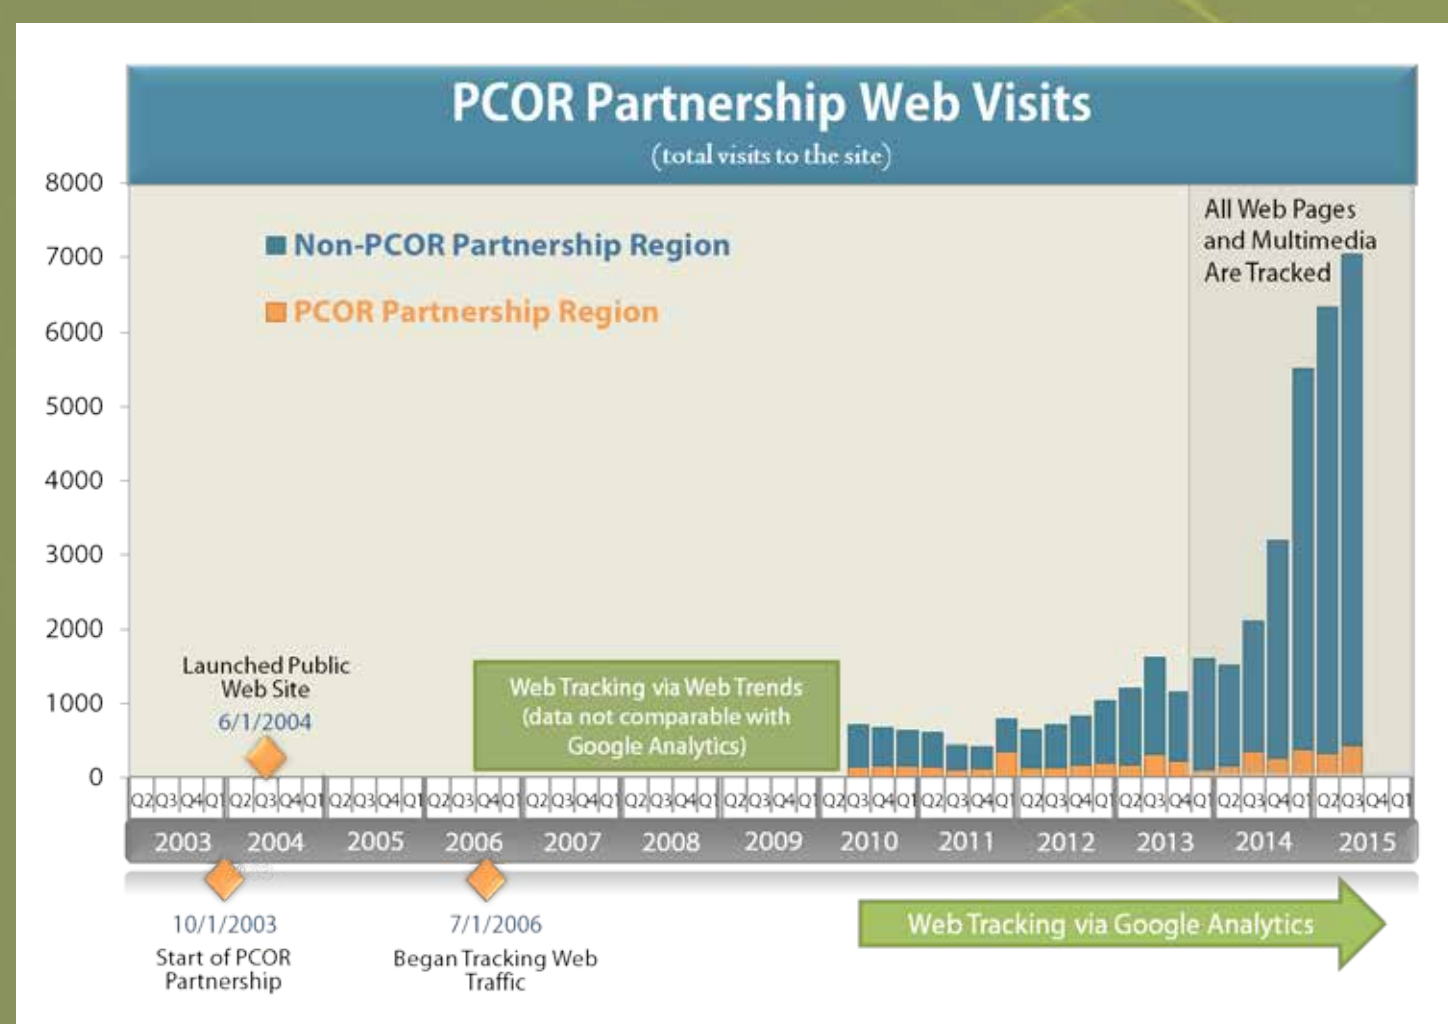 PCOR Partnership Web Visits
(total visits to the site)
8000
7000
6000
5000
4000
3000
2000
1000
0
Non-PCOR Partnership Region
PCOR Partnership Region
All Web Pages
and Multimedia
Are Tracked
Launched Public
Web Site
6/1/2004
Web Tracking via Web Trends
(data not comparable with
Google Analytics)
Q2 Q3 Q4 Q1 Q2 Q3 Q4 Q1 Q2 Q3 Q4 Q1 Q2 Q3 Q4 Q1 Q2 Q3 Q4 Q1 Q2 Q3 Q4 Q1 Q2 Q3 Q4 Q1 Q2 Q3 Q4 Q1 Q2 Q3 Q4 Q1 Q2 Q3 Q4 Q1 Q2 Q3 Q4 Q1 Q2 Q3 Q4 Q1 Q2 Q3 Q4 Q1
2003 2004 2005 2006 2007 2008 2009 2010 2011 2012 2013 2014 2015
10/1/2003
Start of PCOR
Partnership
7/1/2006
Began Tracking Web
Traffic
Web Tracking via Google Analytics